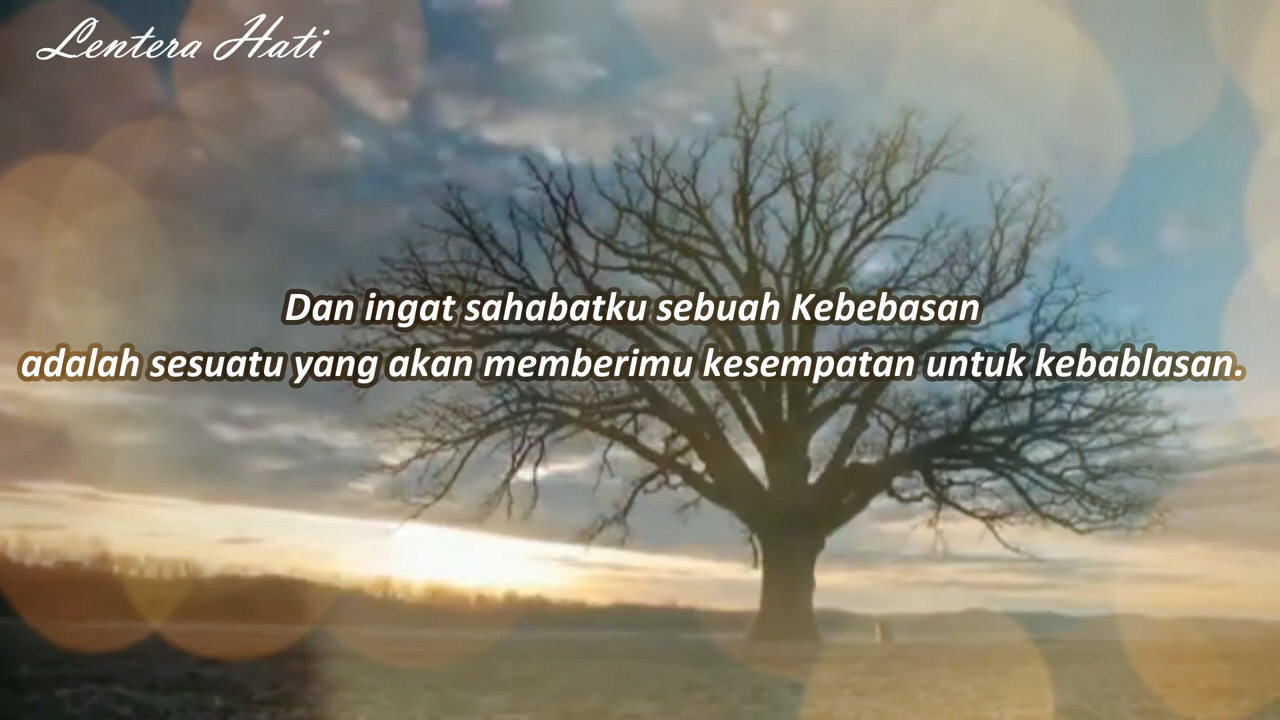 Lentera Hati
Dan ingat sahabatku sebuah Kebebasan
adalah sesuatu yang akan memberimu kesempatan untuk kebablasan.